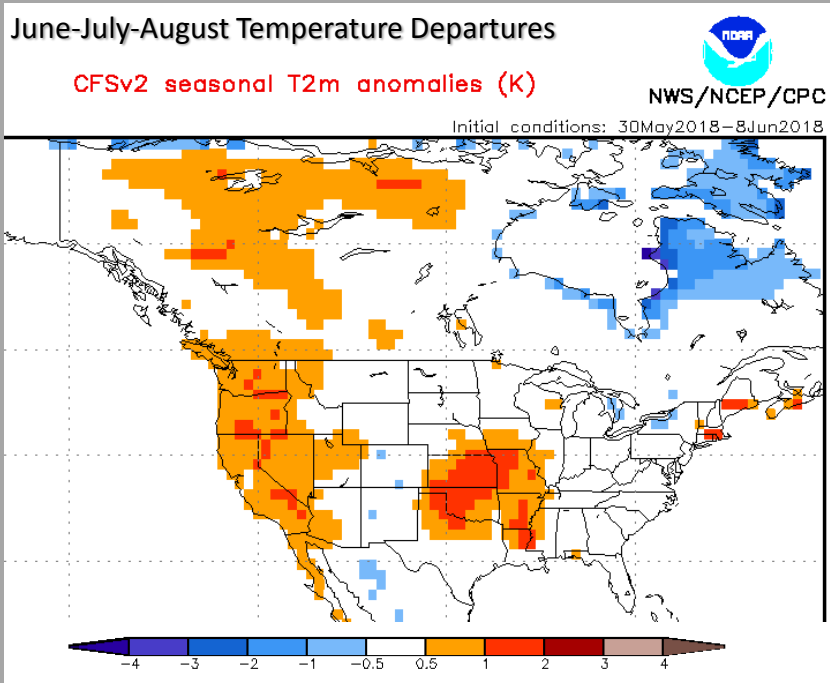 June-July-August Temperature Departures
NOAA
CFSv2 seasonal T2m anomalies (K)
NWS/NCEP/CPC
Initial conditions: 30May2018-8Jun2018
-4 -3 -2 -1 -0.5 0.5 1 2 3 4